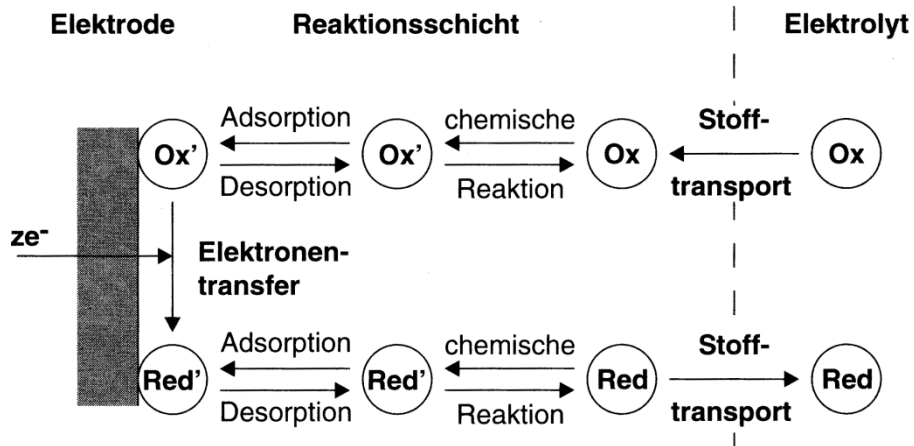 Elektrode Reaktionsschicht Elektrolyt
Adsorption chemische Stoff-
Ox’ Ox’ Ox Ox
Desorption Reaktion transport
ze-
Elektronen-
transfer
Adsorption chemische Stoff-
Red’ Red’ Red Red
Desorption Reaktion transport